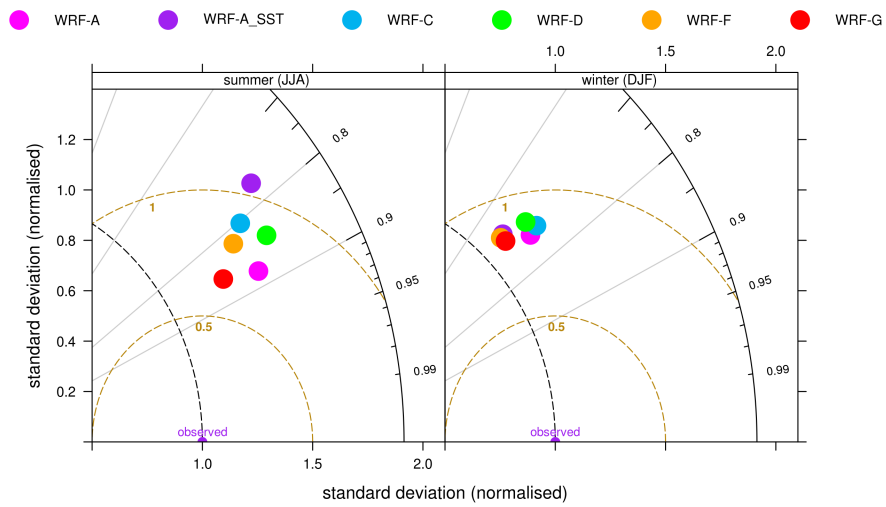 WRF-A WRF-A_SST WRF-C WRF-D WRF-F WRF-G
1.0 2.0
summer (JJA) winter (DJF)
0.8 0.8
1.2
1.0
1 1
0.9 0.9
0.8
0.95 0.95
0.6
0.5 0.5
0.4
0.99 0.99
0.2
observed observed
1.0 1.5 2.0
standard deviation (normalised)
standard deviation (normalised)